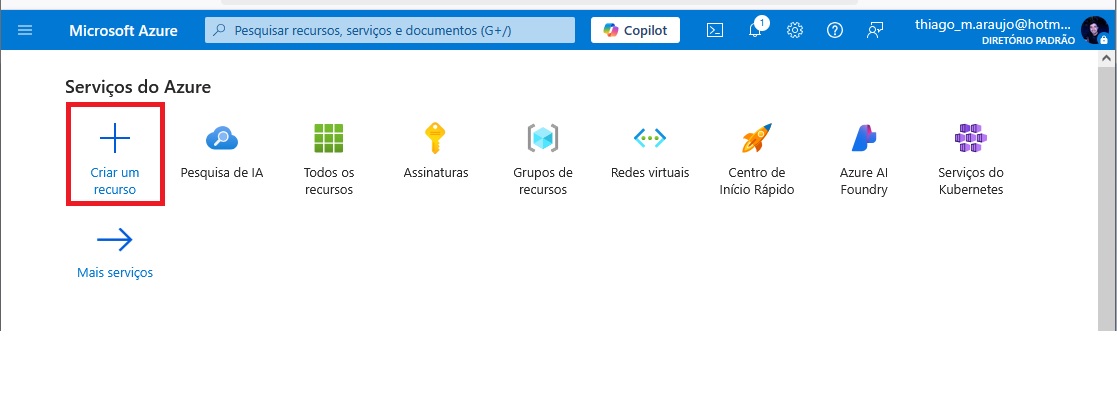 Microsoft Azure
Pesquisar recursos, serviços e documentos (G+/)
Copilot
1
thiago_m.araujo@hotm...
DIRETÓRIO PADRÃO
Serviços do Azure
Criar um
recurso
Pesquisa de IA
Todos os
recursos
Assinaturas
Grupos de
recursos
Redes virtuais
Centro de
Início Rápido
Azure AI
Foundry
Serviços do
Kubernetes
Mais serviços